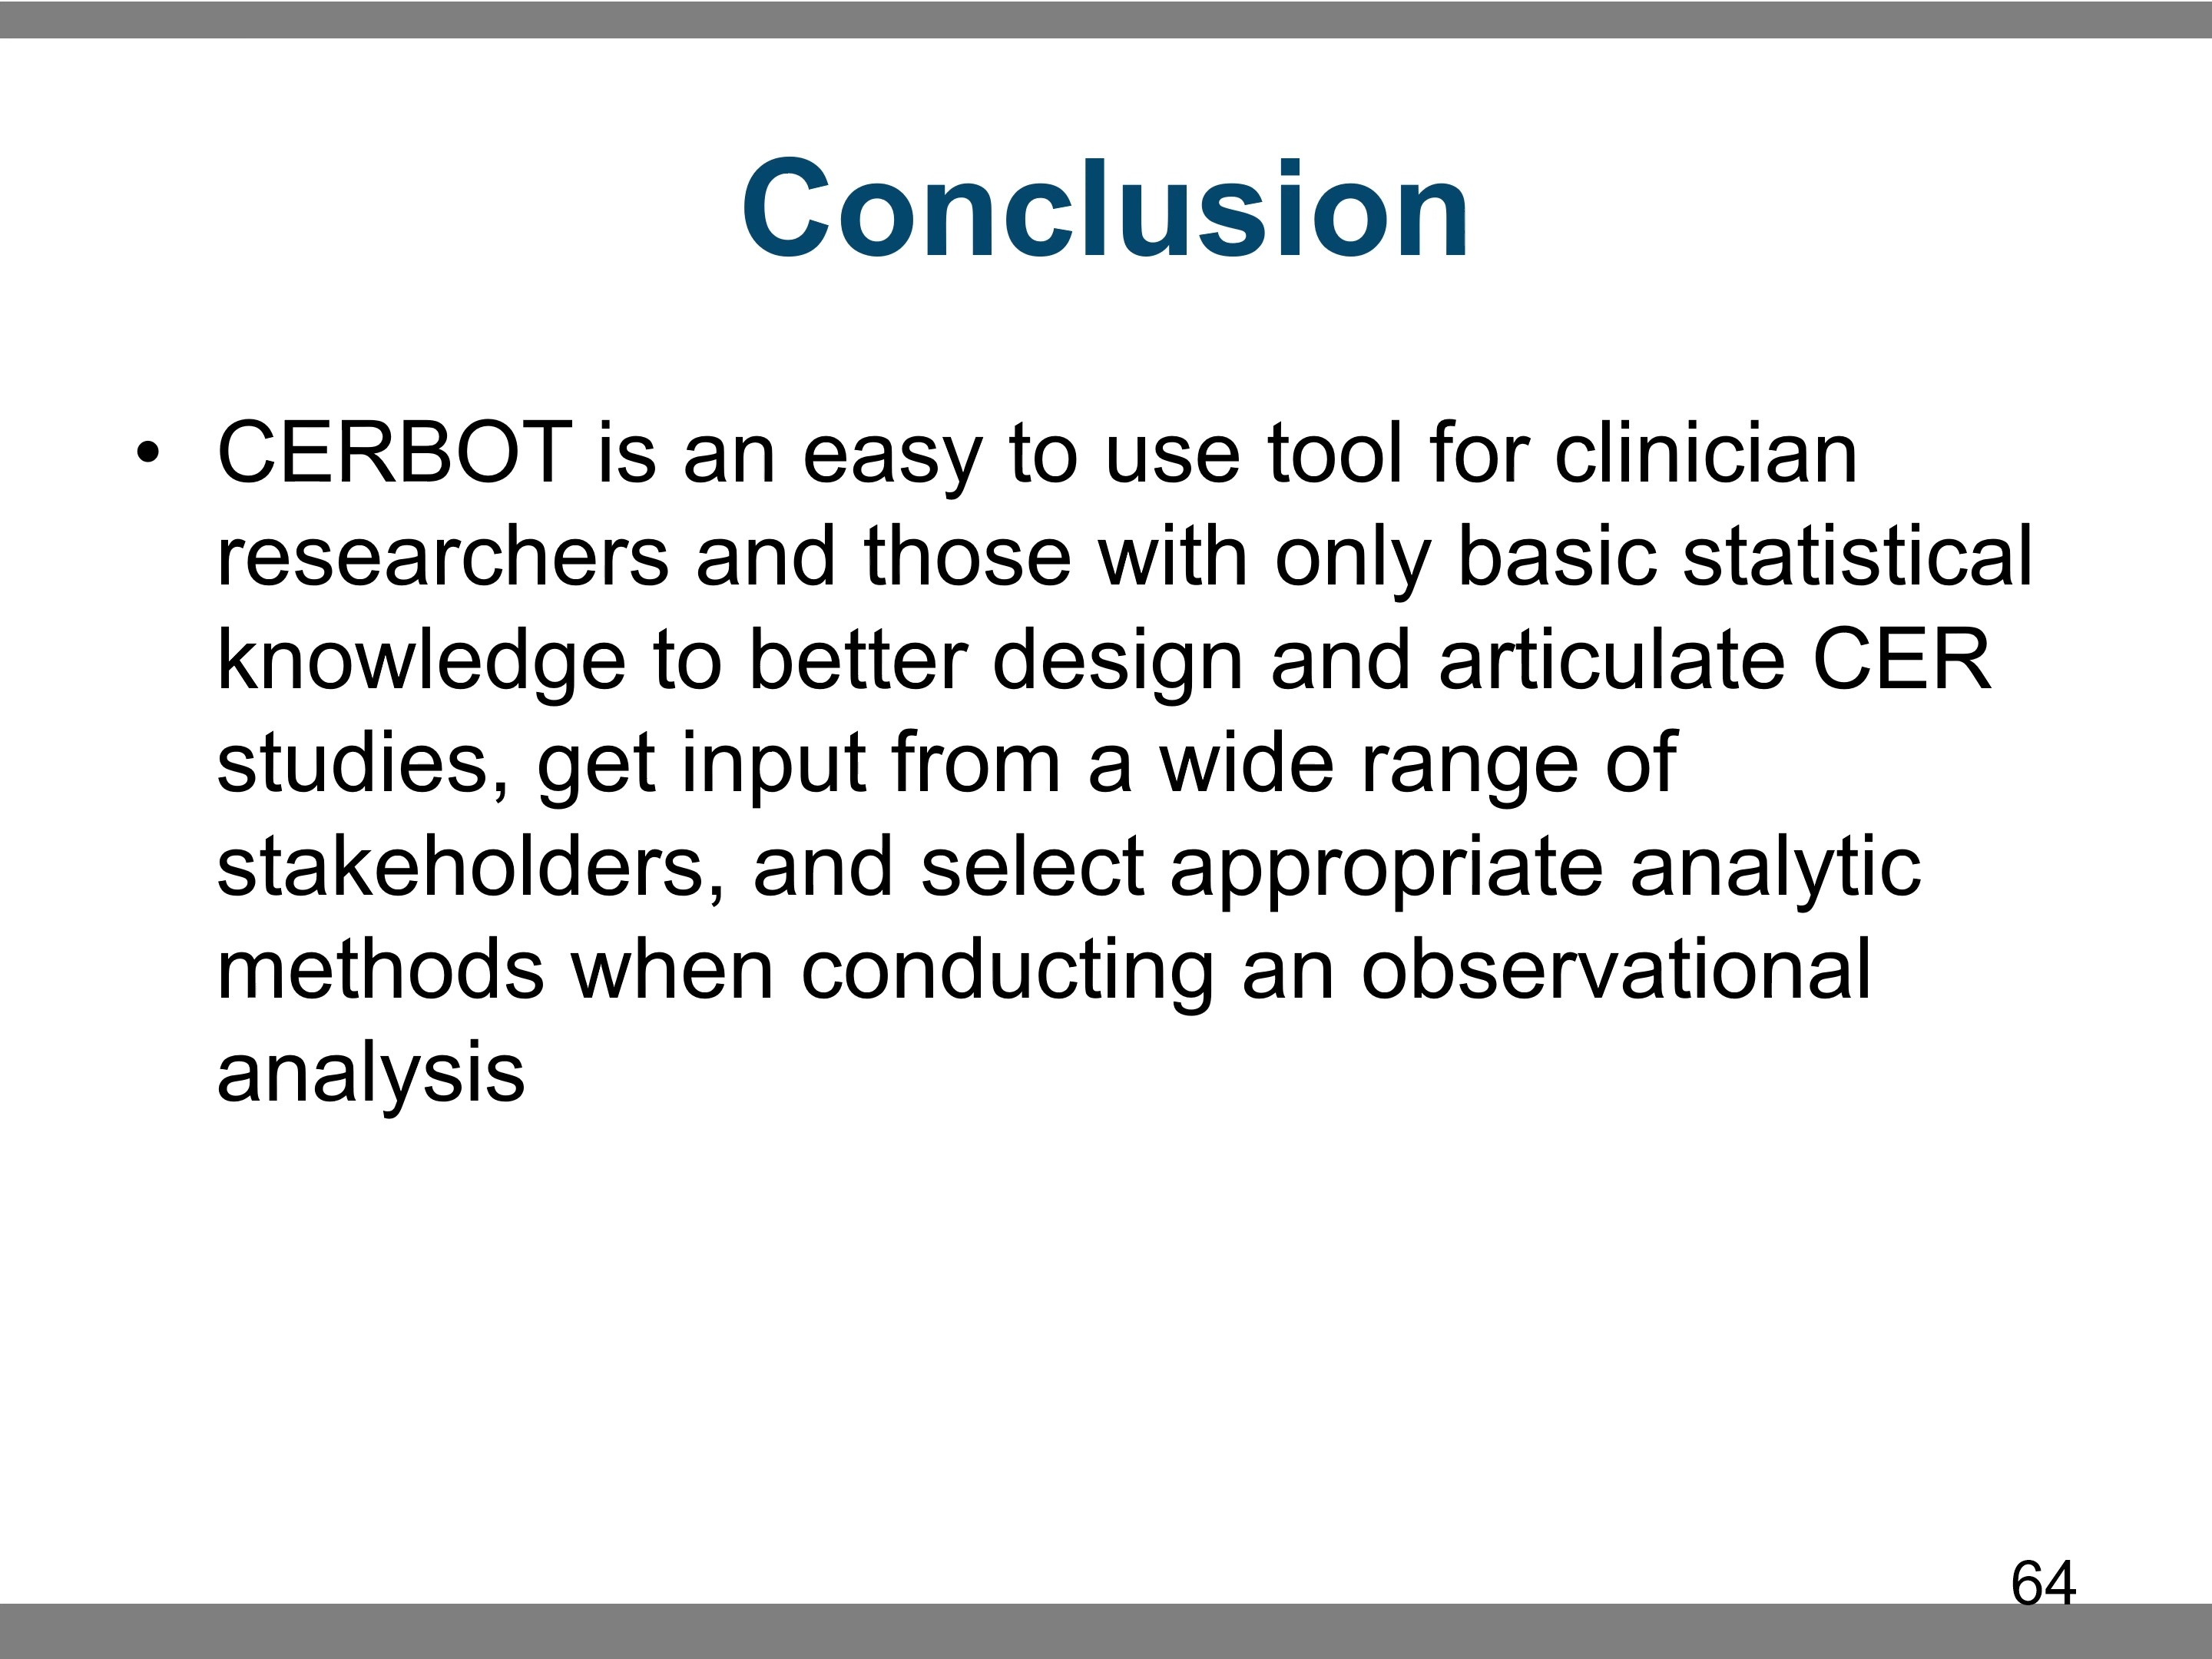 Conclusion
• CERBOT is an easy to use tool for clinician
researchers and those with only basic statistical
knowledge to better design and articulate CER
studies, get input from a wide range of
stakeholders, and select appropriate analytic
methods when conducting an observational
analysis
64